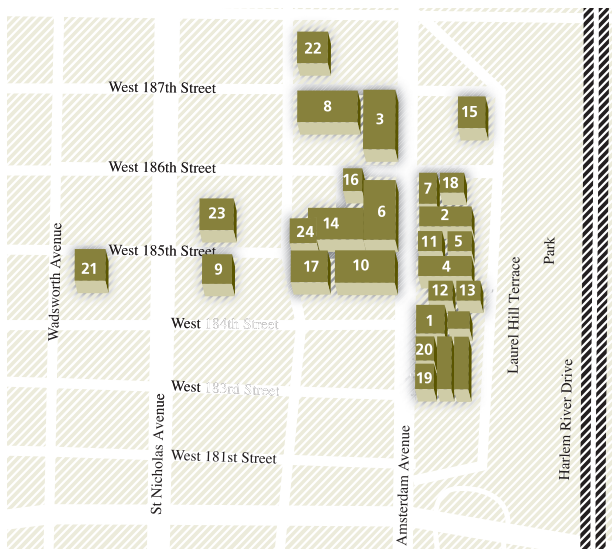 22
West 187th Street
8
3
15
West 186th Street
16
7
18
23
6
2
14
24
11
5
West 185th Street
21
9
17
10
4
12
13
1
West 184th Street
20
19
West 183rd Street
West 181st Street
Wadsworth Avenue
St Nicholas Avenue
Amsterdam Avenue
Laurel Hill Terrace
Park
Harlem River Drive